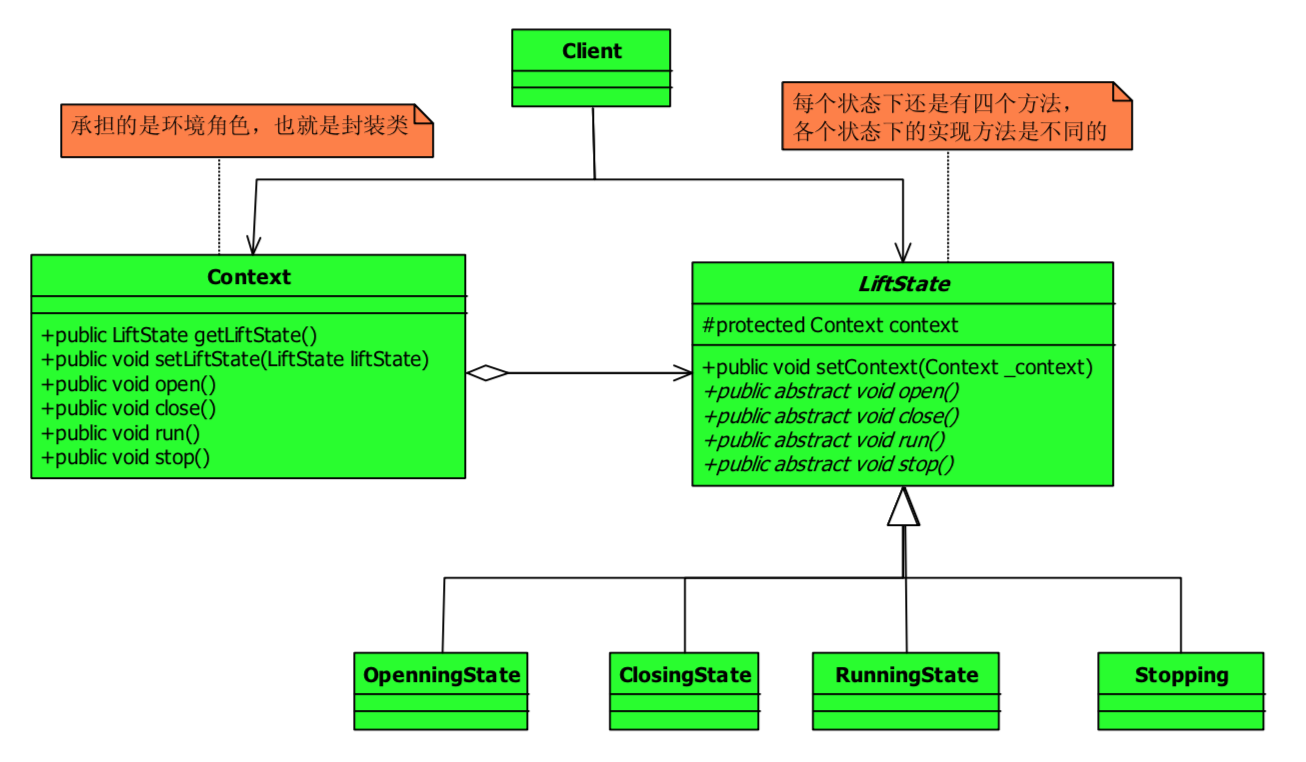 Client
承担的是环境角色，也就是封装类
每个状态下还是有四个方法，
各个状态下的实现方法是不同的
Context
+public LiftState getLiftState()
+public void setLiftState(LiftState liftState)
+public void open()
+public void close()
+public void run()
+public void stop()
LiftState
#protected Context context
+public void setContext(Context _context)
+public abstract void open()
+public abstract void close()
+public abstract void run()
+public abstract void stop()
OpenningState
ClosingState
RunningState
Stopping